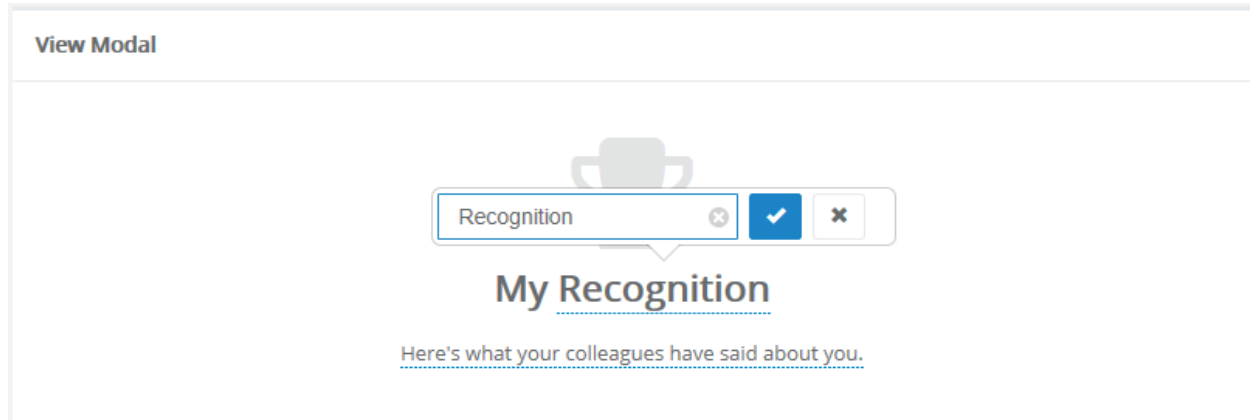 View Modal
Recognition
My Recognition
Here's what your colleagues have said about you.